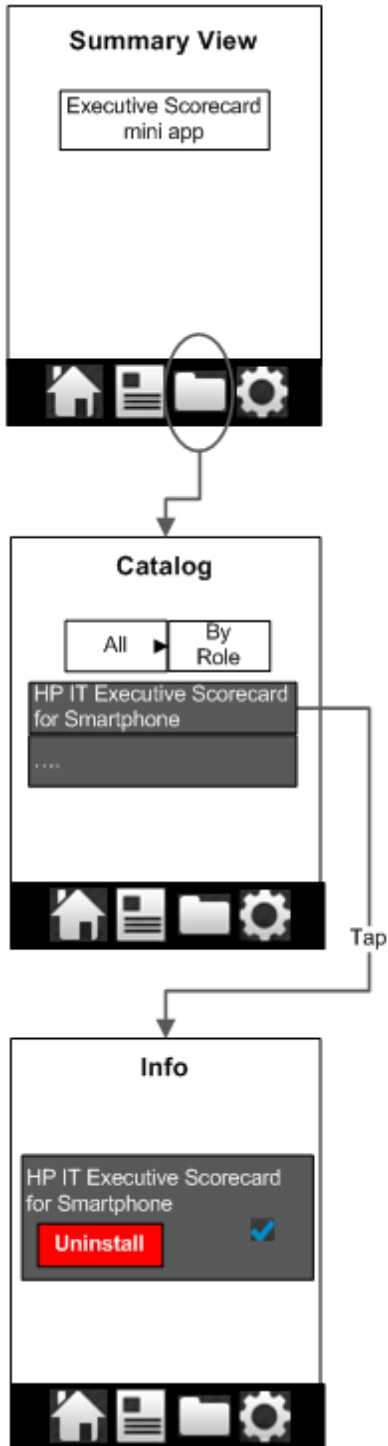 Summary View
Executive Scorecard
mini app
Catalog
All
By
Role
HP IT Executive Scorecard
for Smartphone
....
Tap
Info
HP IT Executive Scorecard
for Smartphone
Uninstall